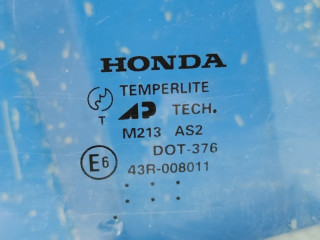 HONDA
TEMPERLITE
T AP TECH.
M213 AS2
DOT-376
E6 43R-008011